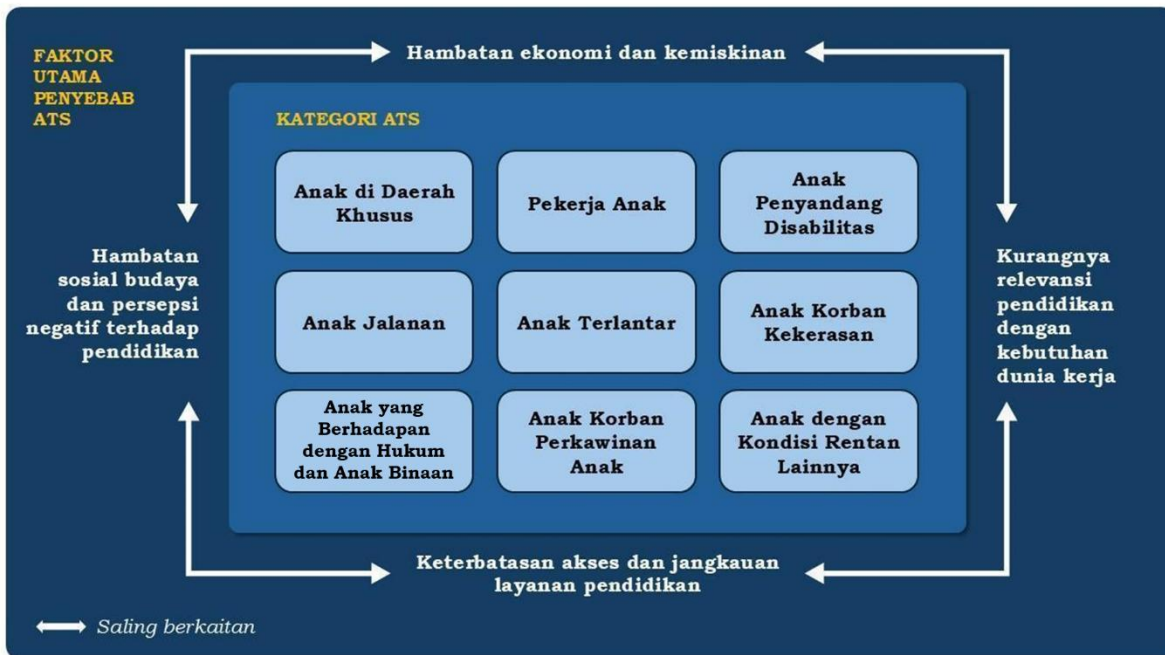 FAKTOR
UTAMA
PENYEBAB
ATS
Hambatan ekonomi dan kemiskinan
KATEGORI ATS
Anak di Daerah
Khusus
Pekerja Anak
Anak
Penyandang
Disabilitas
Hambatan
sosial budaya
dan persepsi
negatif terhadap
pendidikan
Anak Jalanan
Anak Terlantar
Anak Korban
Kekerasan
Kurangnya
relevansi
pendidikan
dengan
kebutuhan
dunia kerja
Anak yang
Berhadapan
dengan Hukum
dan Anak Binaan
Anak Korban
Perkawinan
Anak
Anak dengan
Kondisi Rentan
Lainnya
Keterbatasan akses dan jangkauan
layanan pendidikan
Saling berkaitan